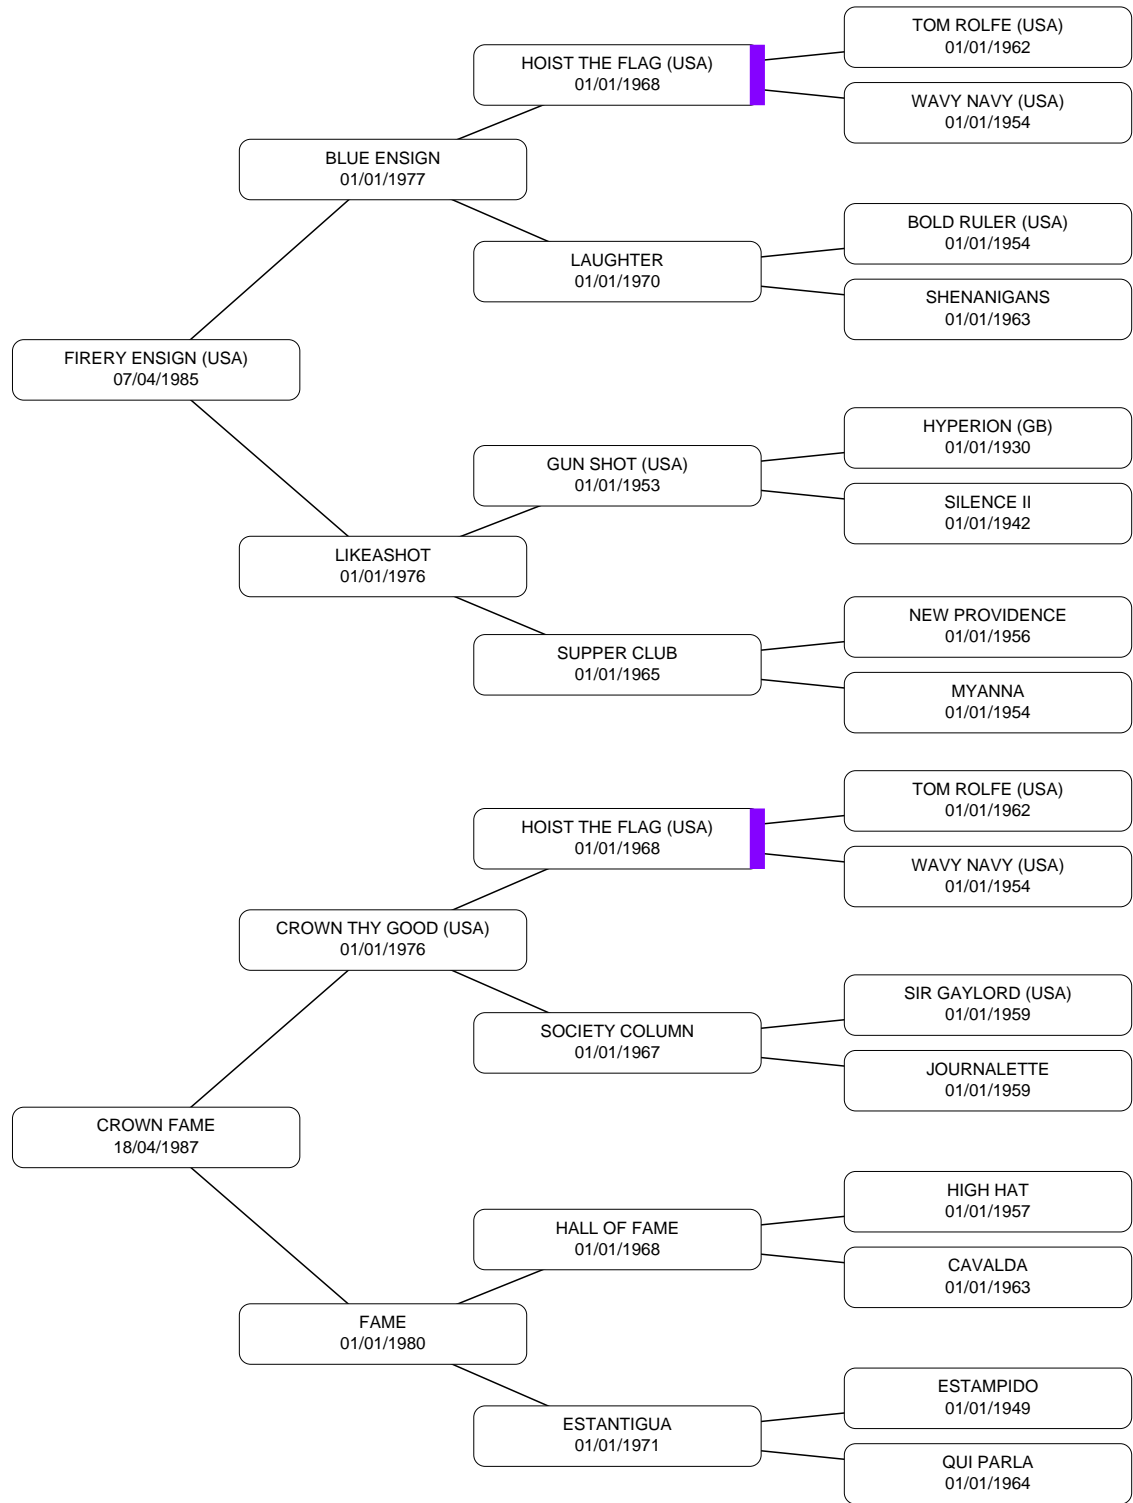 TOM ROLFE (USA)
01/01/1962
HOIST THE FLAG (USA)
01/01/1968
WAVY NAVY (USA)
01/01/1954
BLUE ENSIGN
01/01/1977
BOLD RULER (USA)
01/01/1954
LAUGHTER
01/01/1970
SHENANIGANS
01/01/1963
FIRERY ENSIGN (USA)
07/04/1985
HYPERION (GB)
01/01/1930
GUN SHOT (USA)
01/01/1953
SILENCE II
01/01/1942
LIKEASHOT
01/01/1976
NEW PROVIDENCE
01/01/1956
SUPPER CLUB
01/01/1965
MYANNA
01/01/1954
TOM ROLFE (USA)
01/01/1962
HOIST THE FLAG (USA)
01/01/1968
WAVY NAVY (USA)
01/01/1954
CROWN THY GOOD (USA)
01/01/1976
SIR GAYLORD (USA)
01/01/1959
SOCIETY COLUMN
01/01/1967
JOURNALETTE
01/01/1959
CROWN FAME
18/04/1987
HIGH HAT
01/01/1957
HALL OF FAME
01/01/1968
CAVALDA
01/01/1963
FAME
01/01/1980
ESTAMPIDO
01/01/1949
ESTANTIGUA
01/01/1971
QUI PARLA
01/01/1964